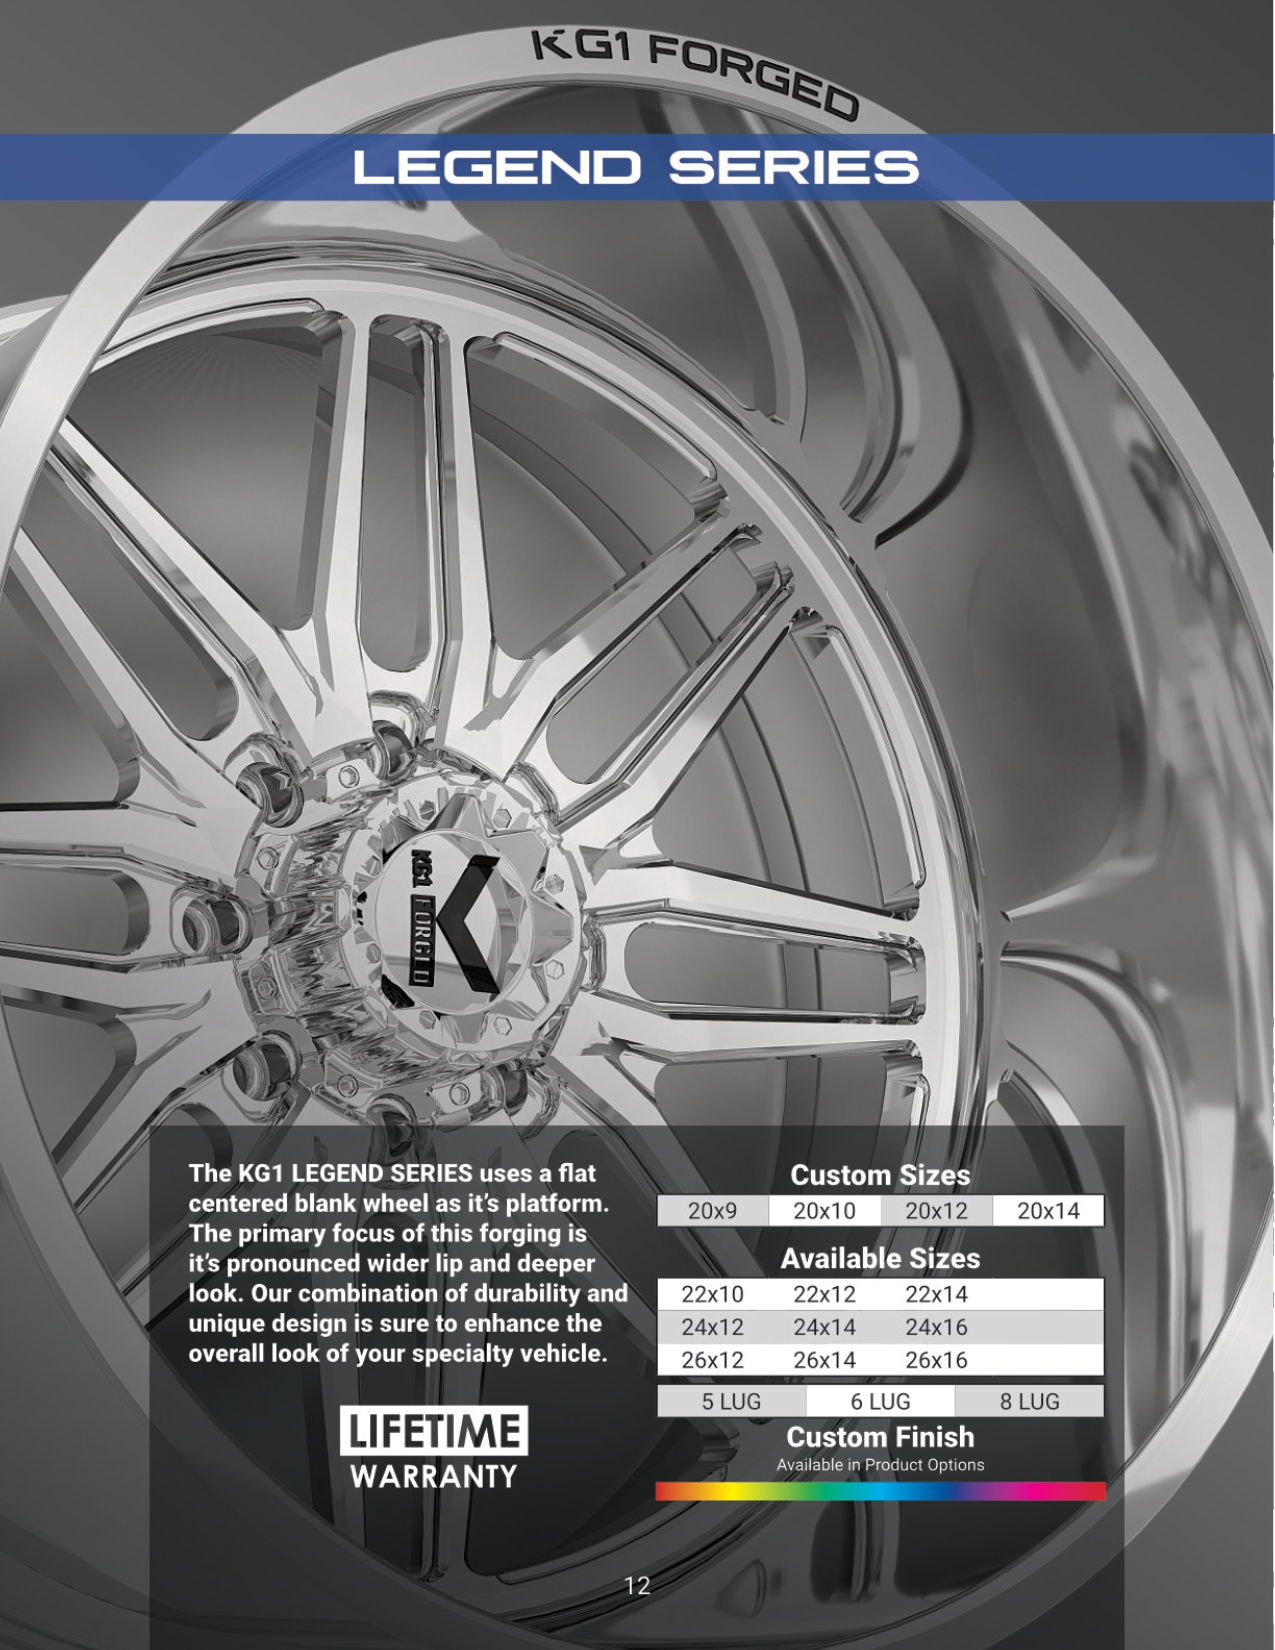 KG1 FORGED
LEGEND SERIES
KG1 FORGED
The KG1 LEGEND SERIES uses a flat
centered blank wheel as it's platform.
The primary focus of this forging is
it's pronounced wider lip and deeper
look. Our combination of durability and
unique design is sure to enhance the
overall look of your specialty vehicle.
LIFETIME
WARRANTY
Custom Sizes
20x9 20x10 20x12 20x14
Available Sizes
22x10 22x12 22x14
24x12 24x14 24x16
26x12 26x14 26x16
5 LUG 6 LUG 8 LUG
Custom Finish
Available in Product Options
12